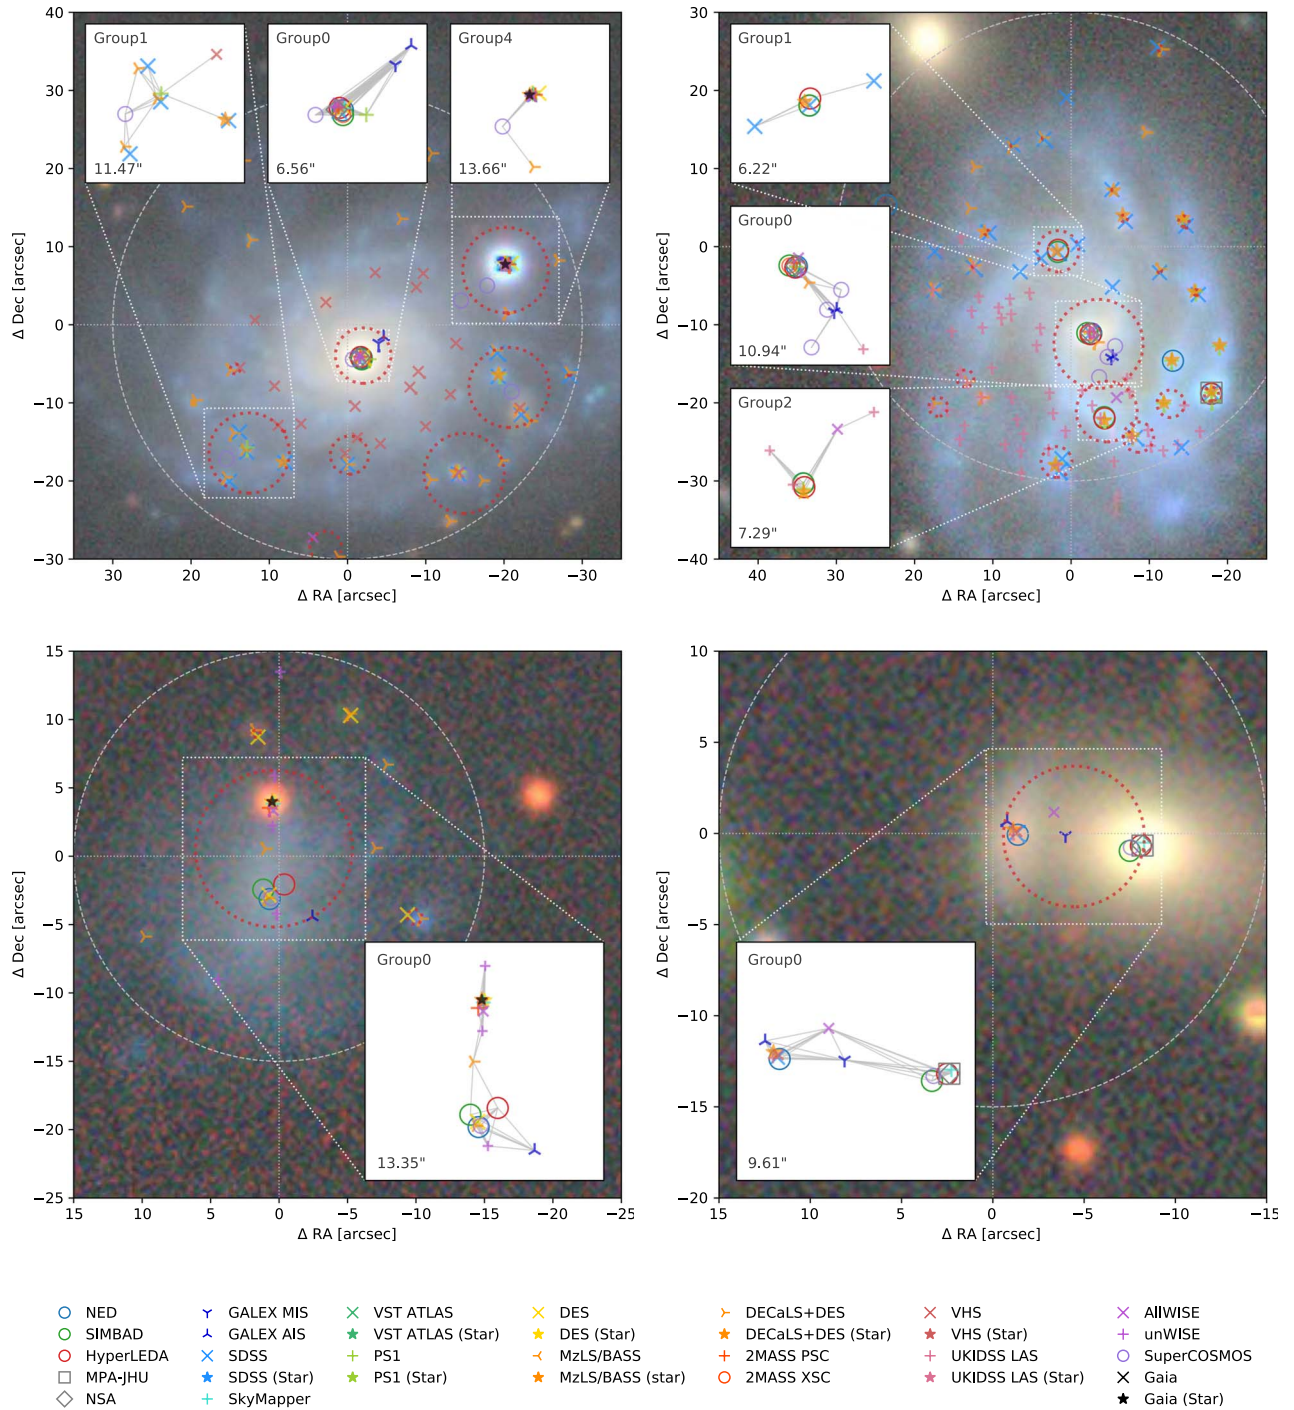 40
30
20
10
0
−10
−20
−30
Δ Dec [arcsec]
30
20
10
0
−10
−20
−30
Δ RA [arcsec]
Group1
11.47"
Group0
6.56"
Group4
13.66"
30
20
10
0
−10
−20
−30
−40
Δ Dec [arcsec]
40
30
20
10
0
−10
−20
Δ RA [arcsec]
Group1
6.22"
Group0
10.94"
Group2
7.29"
15
10
5
0
−5
−10
−15
−20
−25
Δ Dec [arcsec]
15
10
5
0
−5
−10
−15
−20
−25
Δ RA [arcsec]
Group0
13.35"
10
5
0
−5
−10
−15
−20
Δ Dec [arcsec]
15
10
5
0
−5
−10
−15
Δ RA [arcsec]
Group0
9.61"
NED
SIMBAD
HyperLEDA
MPA-JHU
NSA
GALEX MIS
GALEX AIS
SDSS
SDSS (Star)
SkyMapper
VST ATLAS
VST ATLAS (Star)
PS1
PS1 (Star)
DES
DES (Star)
MzLS/BASS
MzLS/BASS (star)
DECaLS+DES
DECaLS+DES (Star)
2MASS PSC
2MASS XSC
VHS
VHS (Star)
UKIDSS LAS
UKIDSS LAS (Star)
AllWISE
unWISE
SuperCOSMOS
Gaia
Gaia (Star)